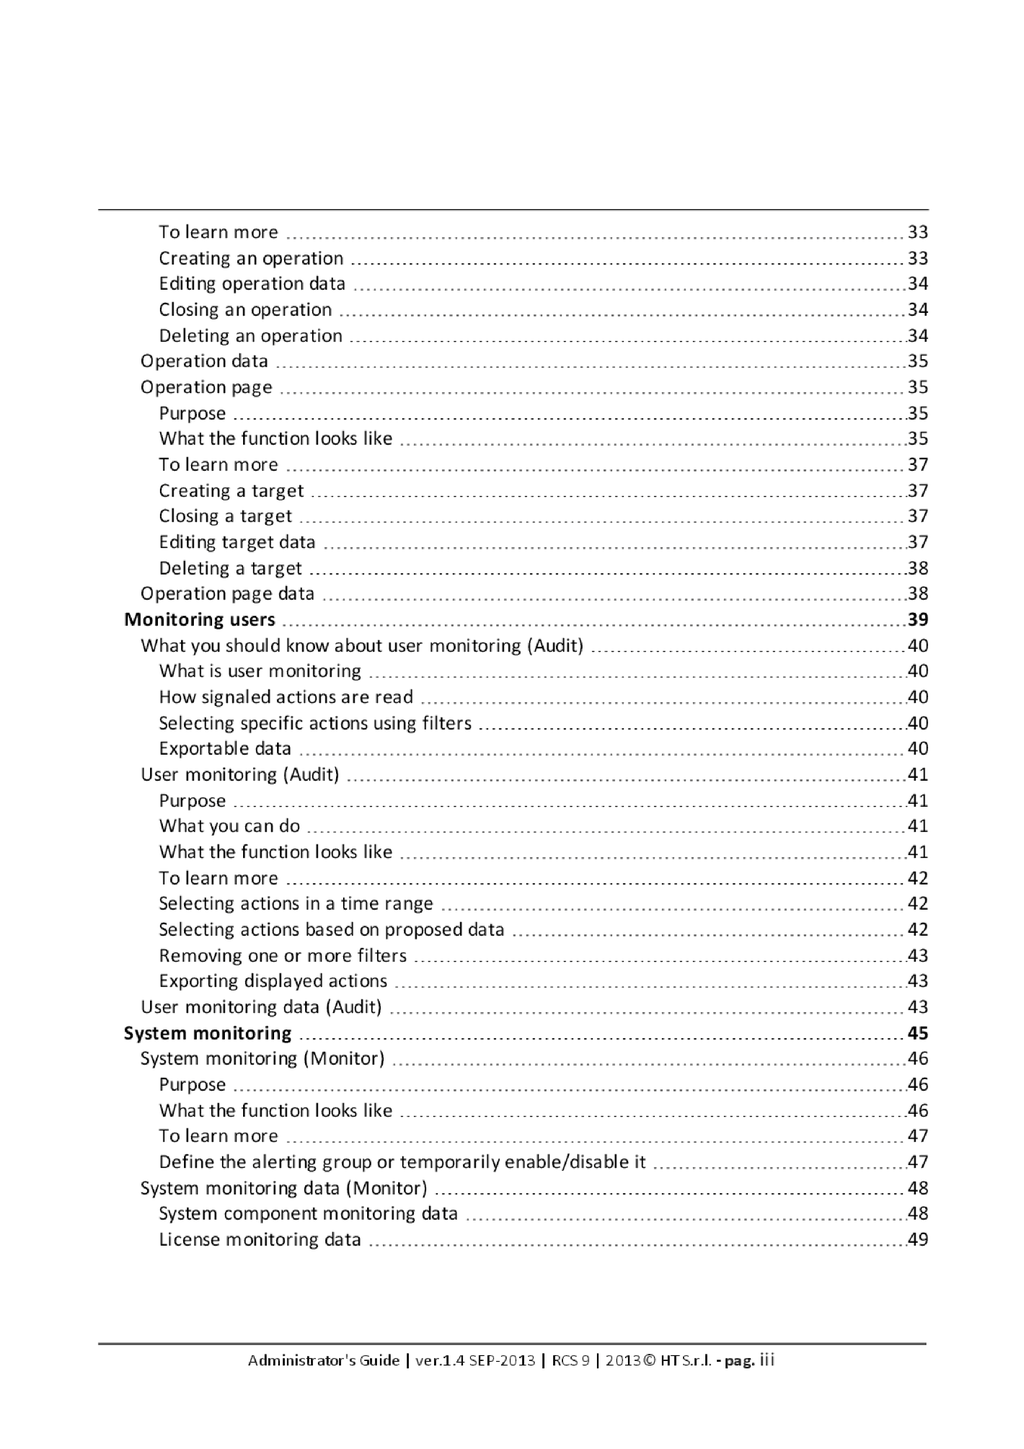 To learn more 33
Creating an operation 33
Editing operation data 34
Closing an operation 34
Deleting an operation 34
Operation data 35
Operation page 35
Purpose 35
What the function looks like 35
To learn more 37
Creating a target 37
Closing a target 37
Editing target data 37
Deleting a target 38
Operation page data 38
Monitoring users 39
What you should know about user monitoring (Audit) 40
What is user monitoring 40
How signaled actions are read 40
Selecting specific actions using filters 40
Exportable data 40
User monitoring (Audit) 41
Purpose 41
What you can do 41
What the function looks like 41
To learn more 42
Selecting actions in a time range 42
Selecting actions based on proposed data 42
Removing one or more filters 43
Exporting displayed actions 43
User monitoring data (Audit) 43
System monitoring 45
System monitoring (Monitor) 46
Purpose 46
What the function looks like 46
To learn more 47
Define the alerting group or temporarily enable/disable it 47
System monitoring data (Monitor) 48
System component monitoring data 48
License monitoring data 49
Administrator's Guide | ver.1.4 SEP-2013 | RCS 9 | 2013© HT S.r.l. - pag. iii